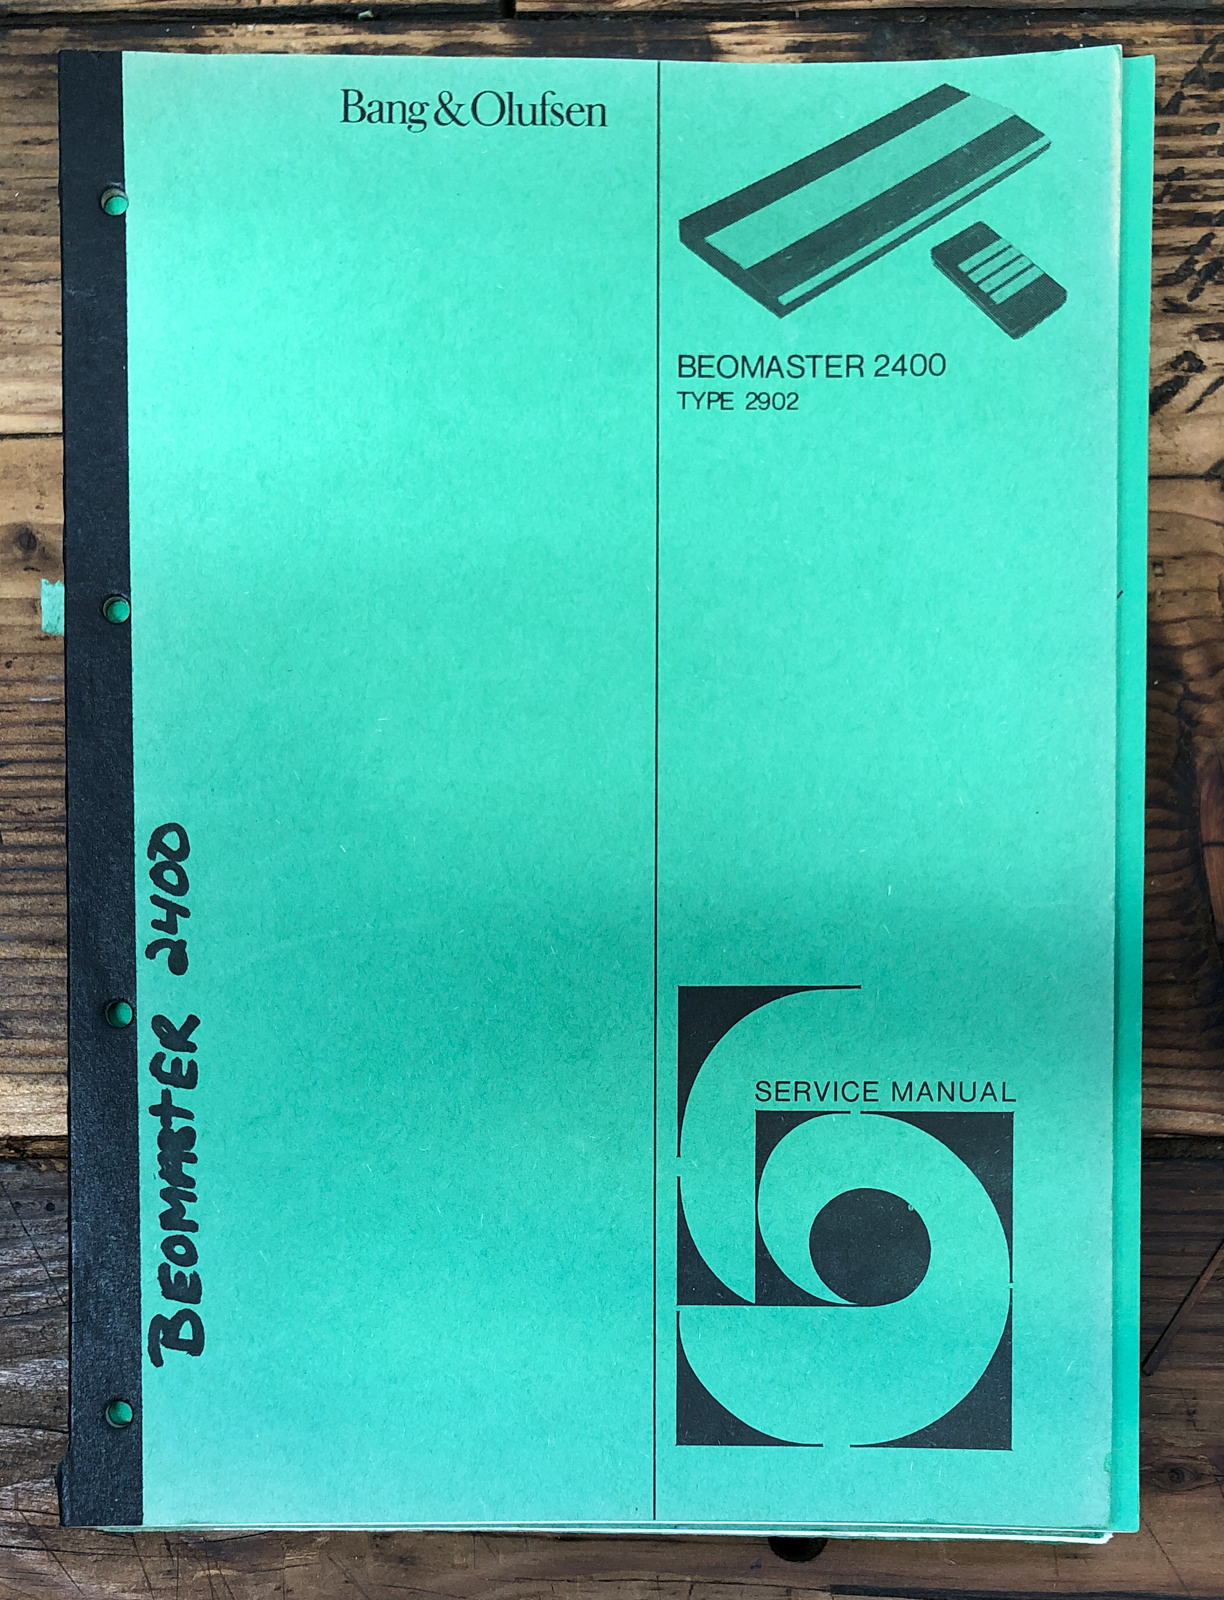 Bang & Olufsen
BEOMASTER 2400
TYPE 2902
SERVICE MANUAL
BEOMASTER 2400